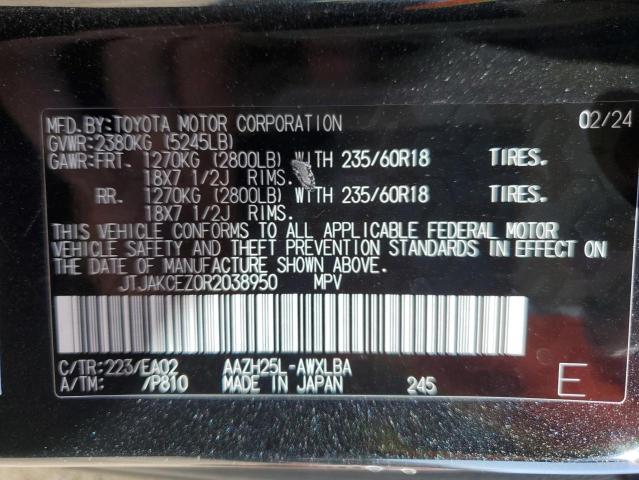 MFD.BY:TOYOTA MOTOR CORPORATION 02/24
GVWR:2380KG (5245LB)
GAWR:FRT. 1270KG (2800LB) WITH 235/60R18 TIRES.
18X7 1/2J RIMS.
RR. 1270KG (2800LB) WITH 235/60R18 TIRES.
18X7 1/2J RIMS.
THIS VEHICLE CONFORMS TO ALL APPLICABLE FEDERAL MOTOR
VEHICLE SAFETY AND THEFT PREVENTION STANDARDS IN EFFECT ON
THE DATE OF MANUFACTURE SHOWN ABOVE.
JTJAKCEZ0R2038950 MPV
C/TR:223/EA02 AAZH25L-AWXLBA
A/TM: /P810 MADE IN JAPAN 245 E